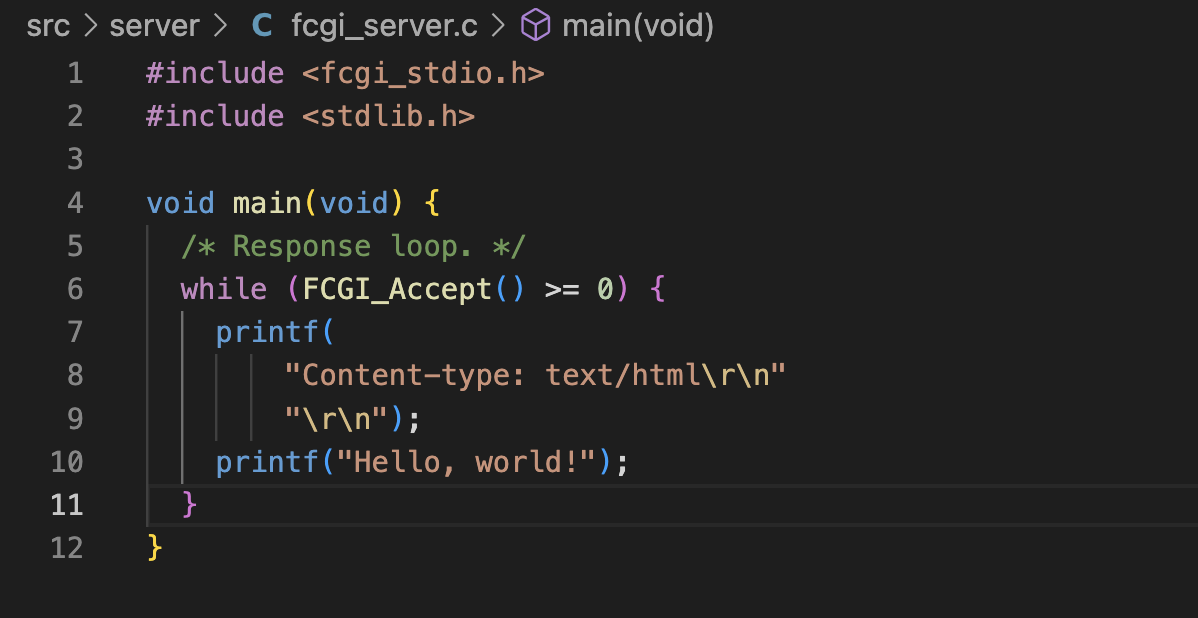 src > server > C fcgi_server.c > main(void)
1 #include <fcgi_stdio.h>
2 #include <stdlib.h>
3
4 void main(void) {
5   /* Response loop. */
6   while (FCGI_Accept() >= 0) {
7     printf(
8         "Content-type: text/html\r\n"
9         "\r\n");
10     printf("Hello, world!");
11   }
12 }